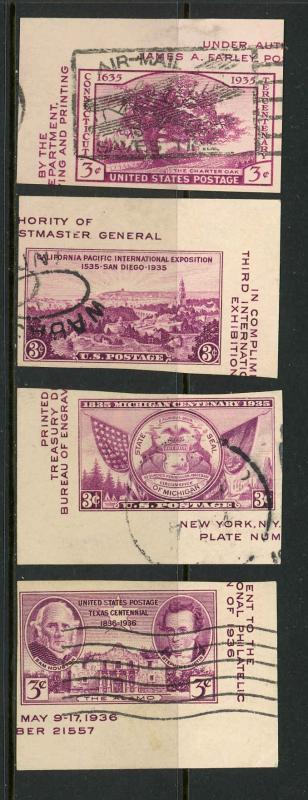 AIR-MAIL
UNDER AUT
JAMES A. FARLEY, PO
1635 1935
CONNECTICUT
TERCENTENARY
THE CHARTER OAK
3¢ 3¢
UNITED STATES POSTAGE
BY THE
EPARTMENT,
ING AND PRINTING
HORITY OF
STMASTER GENERAL
CALIFORNIA PACIFIC INTERNATIONAL EXPOSITION
1535-SAN DIEGO-1935
3¢ 3¢
U.S. POSTAGE
IN COMPLIM
THIRD INTERNATI
EXHIBITION
PRINTED
TREASURY D
BUREAU OF ENGRAV
1835 MICHIGAN CENTENARY 1935
STATE SEAL
OF MICHIGAN
3¢ 3¢
U.S. POSTAGE
NEW YORK, N.Y.
PLATE NUM
UNITED STATES POSTAGE
TEXAS CENTENNIAL
1836-1936
SAM HOUSTON
3¢ 3¢
THE ALAMO
ENT TO THE
ONAL PHILATELIC
N OF 1936
MAY 9-17, 1936
BER 21557